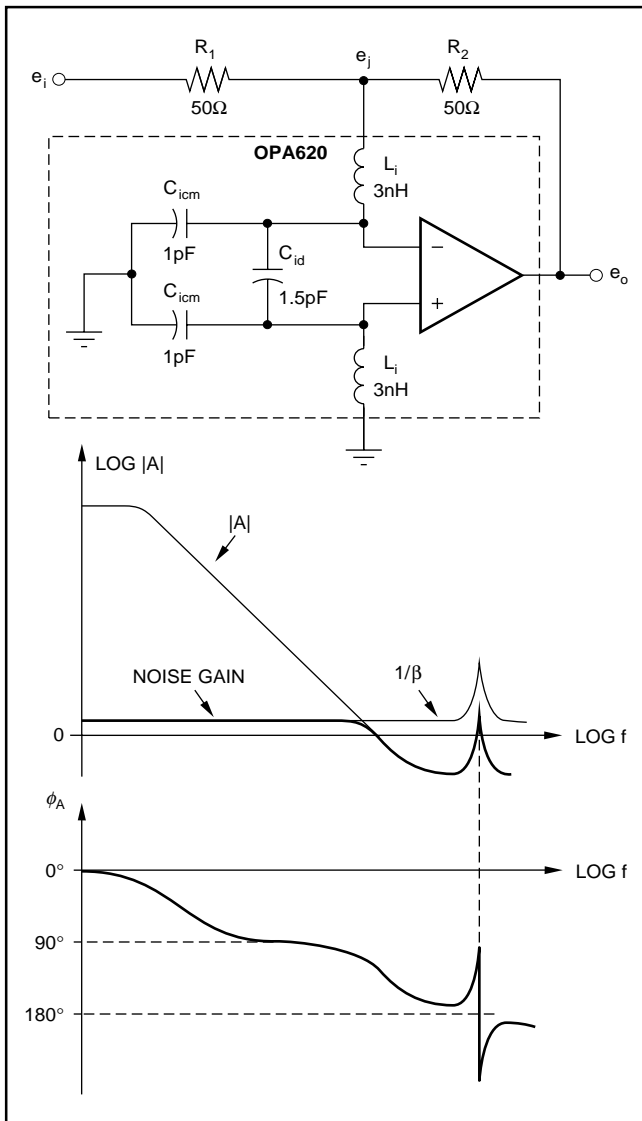 R1
ei
50Ω
ej
R2
50Ω
OPA620
Li
3nH
Cicm
1pF
Cid
1.5pF
Cicm
1pF
−
+
eo
Li
3nH
LOG |A|
|A|
NOISE GAIN
1/β
0
LOG f
ϕA
0°
LOG f
90°
180°